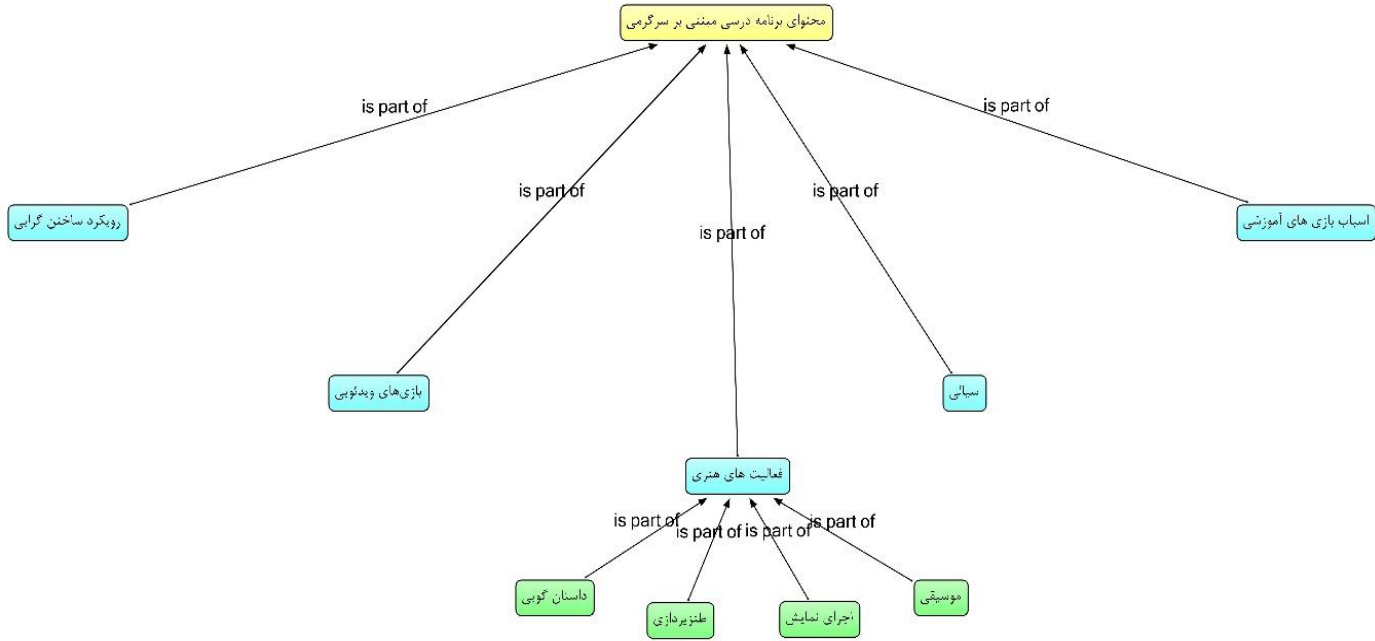 محتوای برنامه درسی مبتنی بر سرگرمی
is part of
is part of
is part of
is part of
is part of
اسباب بازی های آموزشی
رویکرد ساختن گرایی
سیالی
بازی‌های ویدئویی
فعالیت های هنری
is part of
is part of
is part of
is part of
موسیقی
اجرای نمایش
طنزپردازی
داستان گویی